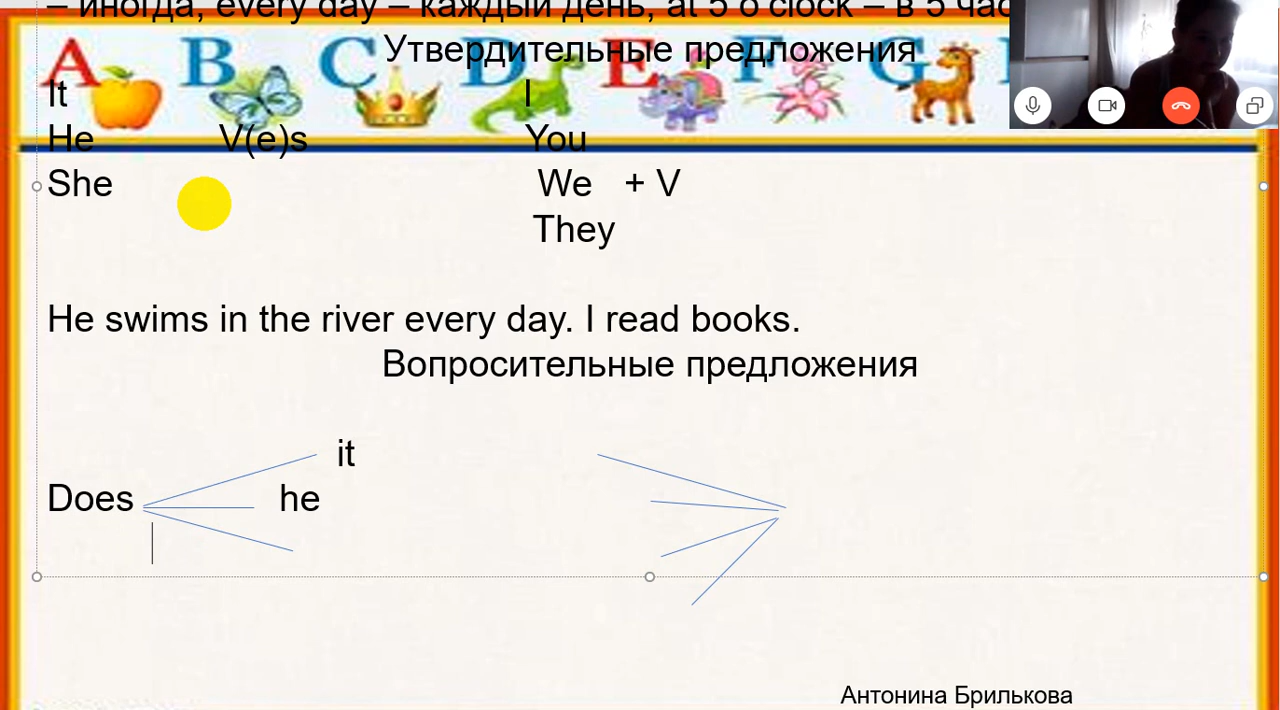 – иногда, every day – каждый день, at 5 o clock – в 5 час
A B C D E F G
Утвердительные предложения
It I
He V(e)s You
She We + V
They
He swims in the river every day. I read books.
Вопросительные предложения
it
Does he
Антонина Брилькова